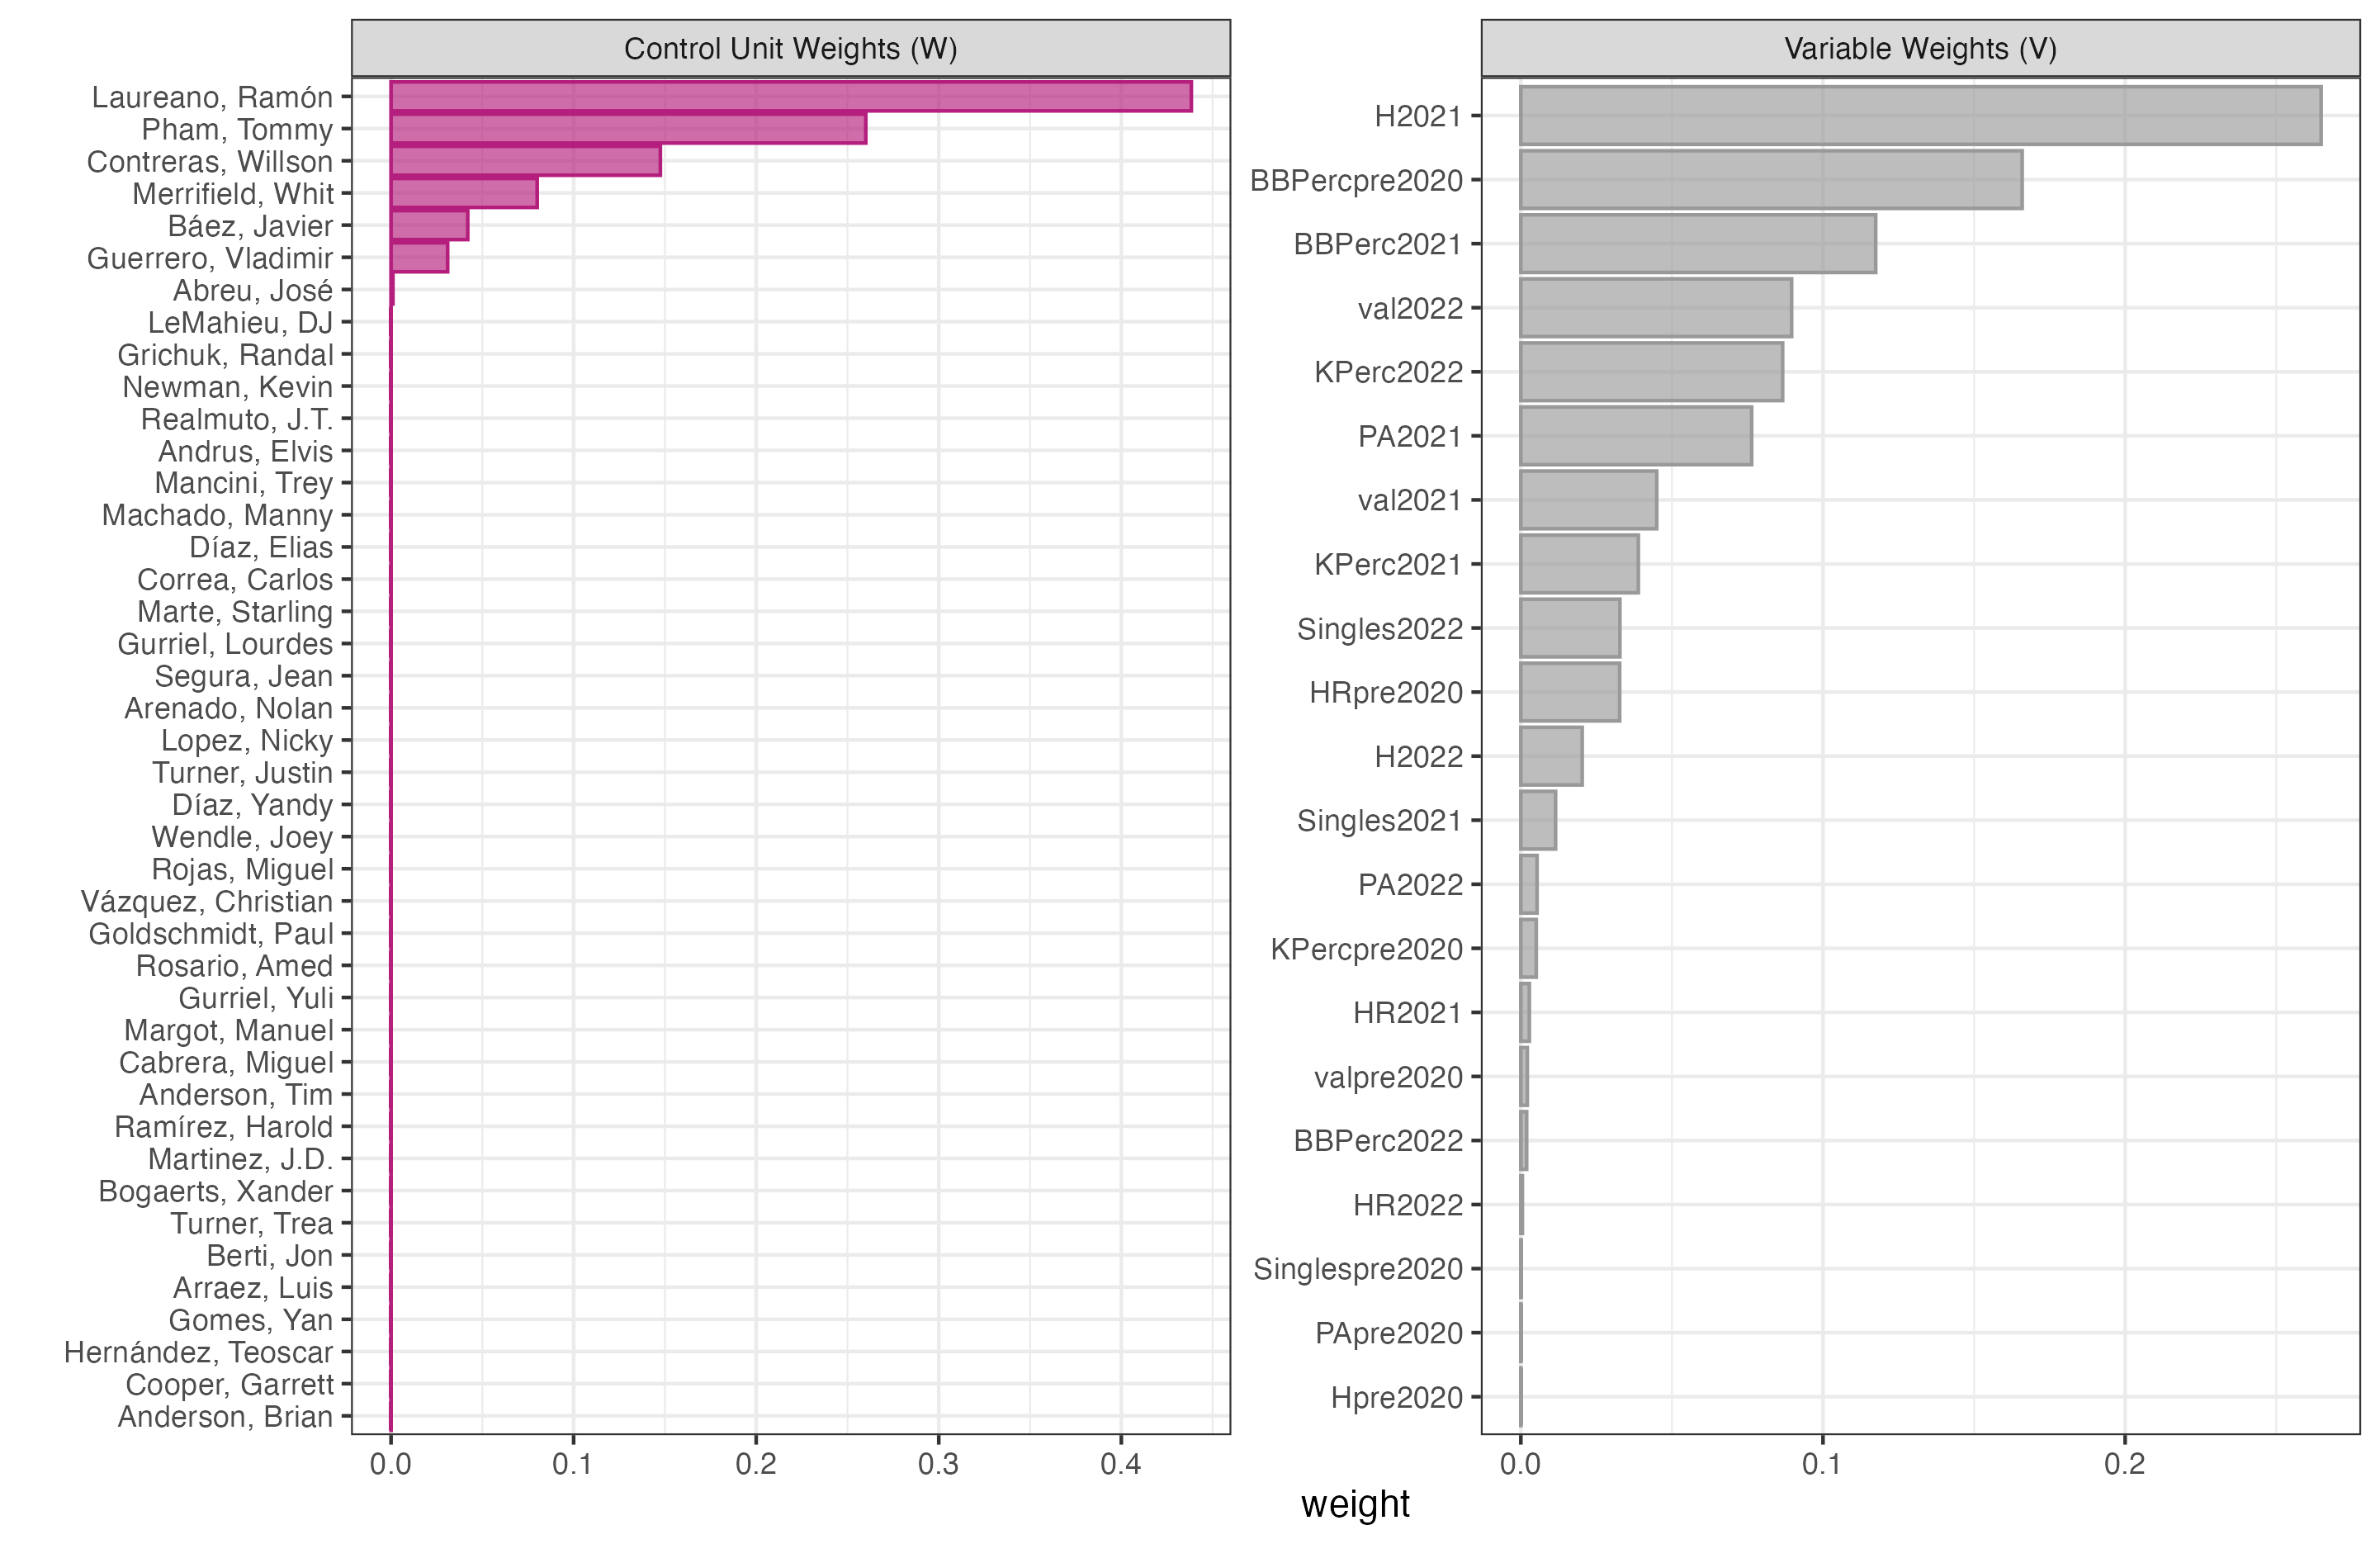 Control Unit Weights (W)
Laureano, Ramón
Pham, Tommy
Contreras, Willson
Merrifield, Whit
Báez, Javier
Guerrero, Vladimir
Abreu, José
LeMahieu, DJ
Grichuk, Randal
Newman, Kevin
Realmuto, J.T.
Andrus, Elvis
Mancini, Trey
Machado, Manny
Díaz, Elias
Correa, Carlos
Marte, Starling
Gurriel, Lourdes
Segura, Jean
Arenado, Nolan
Lopez, Nicky
Turner, Justin
Díaz, Yandy
Wendle, Joey
Rojas, Miguel
Vázquez, Christian
Goldschmidt, Paul
Rosario, Amed
Gurriel, Yuli
Margot, Manuel
Cabrera, Miguel
Anderson, Tim
Ramírez, Harold
Martinez, J.D.
Bogaerts, Xander
Turner, Trea
Berti, Jon
Arraez, Luis
Gomes, Yan
Hernández, Teoscar
Cooper, Garrett
Anderson, Brian
0.0 0.1 0.2 0.3 0.4
Variable Weights (V)
H2021
BBPercpre2020
BBPerc2021
val2022
KPerc2022
PA2021
val2021
KPerc2021
Singles2022
HRpre2020
H2022
Singles2021
PA2022
KPercpre2020
HR2021
valpre2020
BBPerc2022
HR2022
Singlespre2020
PApre2020
Hpre2020
0.0 0.1 0.2
weight